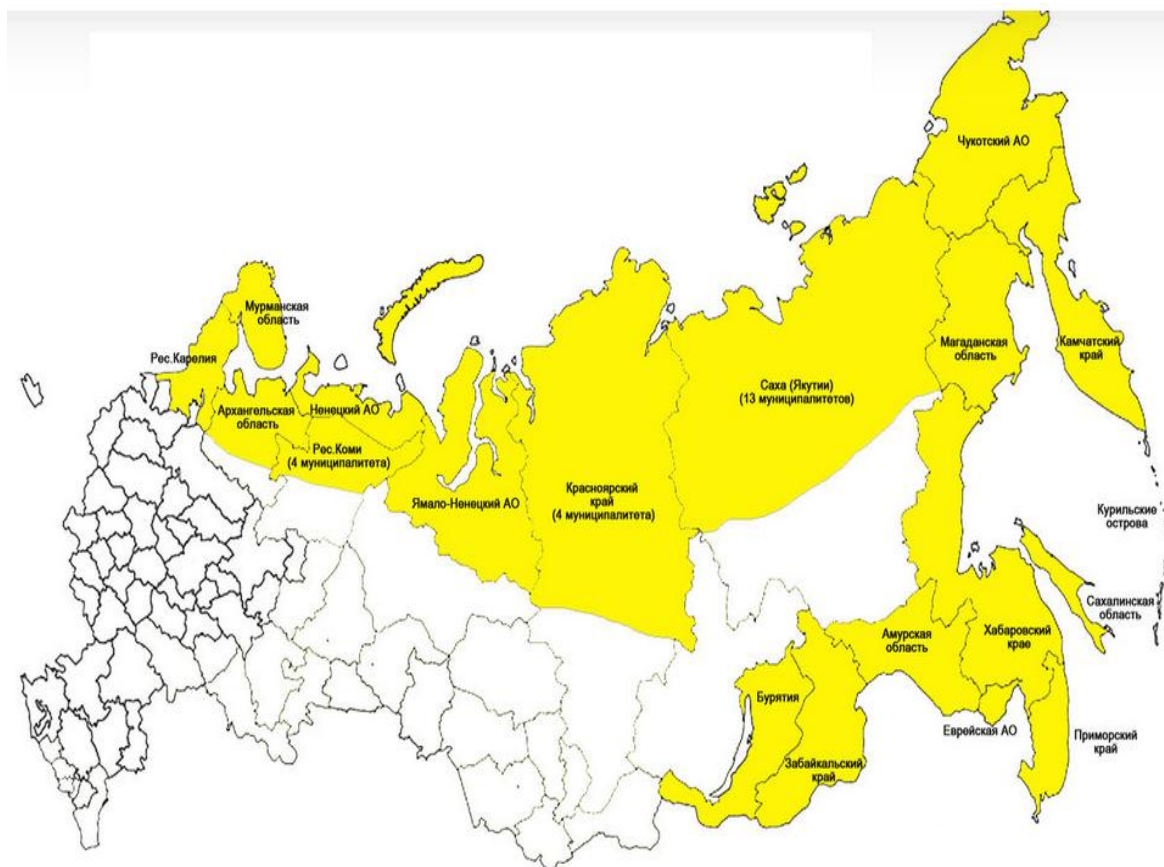 Чукотский АО
Мурманская
область
Магаданская
область
Камчатский
край
Рес.Карелия
Саха (Якутии)
(13 муниципалитетов)
Архангельская
область
Ненецкий АО
Рес.Коми
(4 муниципалитета)
Ямало-Ненецкий АО
Красноярский
край
(4 муниципалитета)
Курильские
острова
Сахалинская
область
Амурская
область
Хабаровский
крае
Бурятия
Еврейская АО
Приморский
край
Забайкальский
край